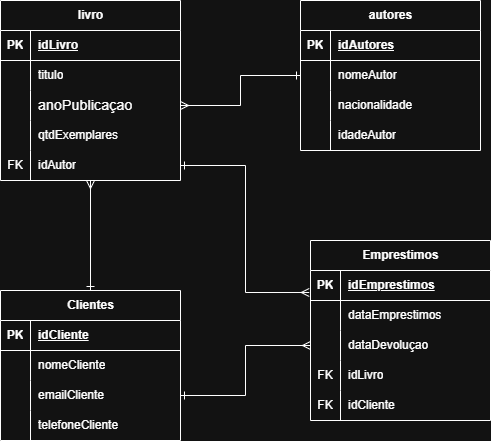 livro
PK idLivro
titulo
anoPublicaçao
qtdExemplares
FK idAutor
autores
PK idAutores
nomeAutor
nacionalidade
idadeAutor
Clientes
PK idCliente
nomeCliente
emailCliente
telefoneCliente
Emprestimos
PK idEmprestimos
dataEmprestimos
dataDevoluçao
FK idLivro
FK idCliente